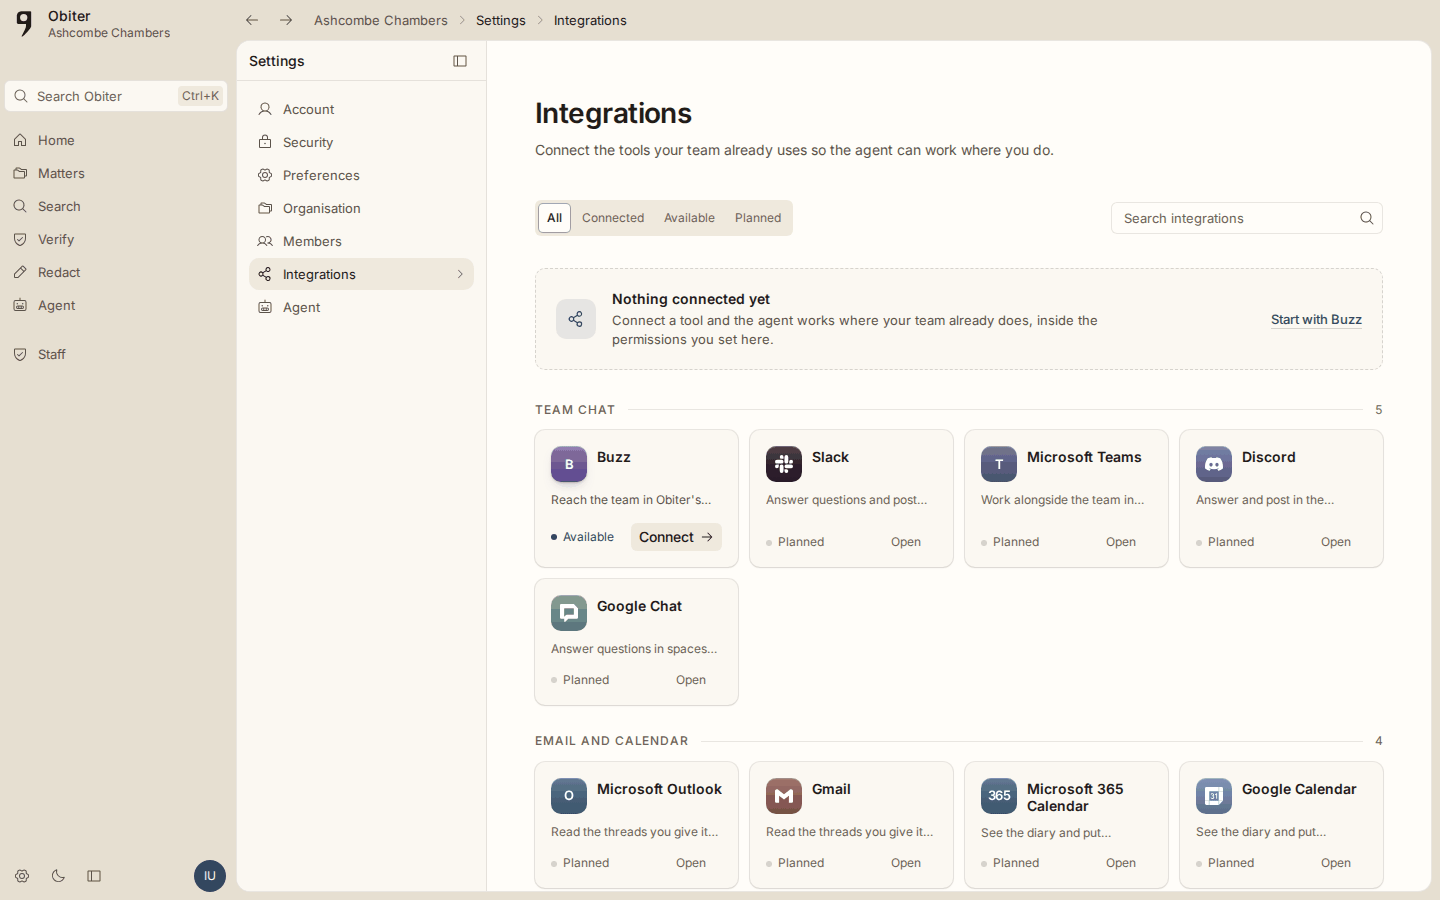 Obiter
Ashcombe Chambers
Search Obiter Ctrl+K
Home
Matters
Search
Verify
Redact
Agent
Staff
IU
Ashcombe Chambers > Settings > Integrations
Settings
Account
Security
Preferences
Organisation
Members
Integrations
Agent
Integrations
Connect the tools your team already uses so the agent can work where you do.
All Connected Available Planned
Search integrations
Nothing connected yet
Connect a tool and the agent works where your team already does, inside the
permissions you set here.
Start with Buzz
TEAM CHAT 5
B Buzz
Reach the team in Obiter's...
Available Connect
Slack
Answer questions and post...
Planned Open
T Microsoft Teams
Work alongside the team in...
Planned Open
Discord
Answer and post in the...
Planned Open
Google Chat
Answer questions in spaces...
Planned Open
EMAIL AND CALENDAR 4
O Microsoft Outlook
Read the threads you give it...
Planned Open
Gmail
Read the threads you give it...
Planned Open
365 Microsoft 365
Calendar
See the diary and put...
Planned Open
31 Google Calendar
See the diary and put...
Planned Open